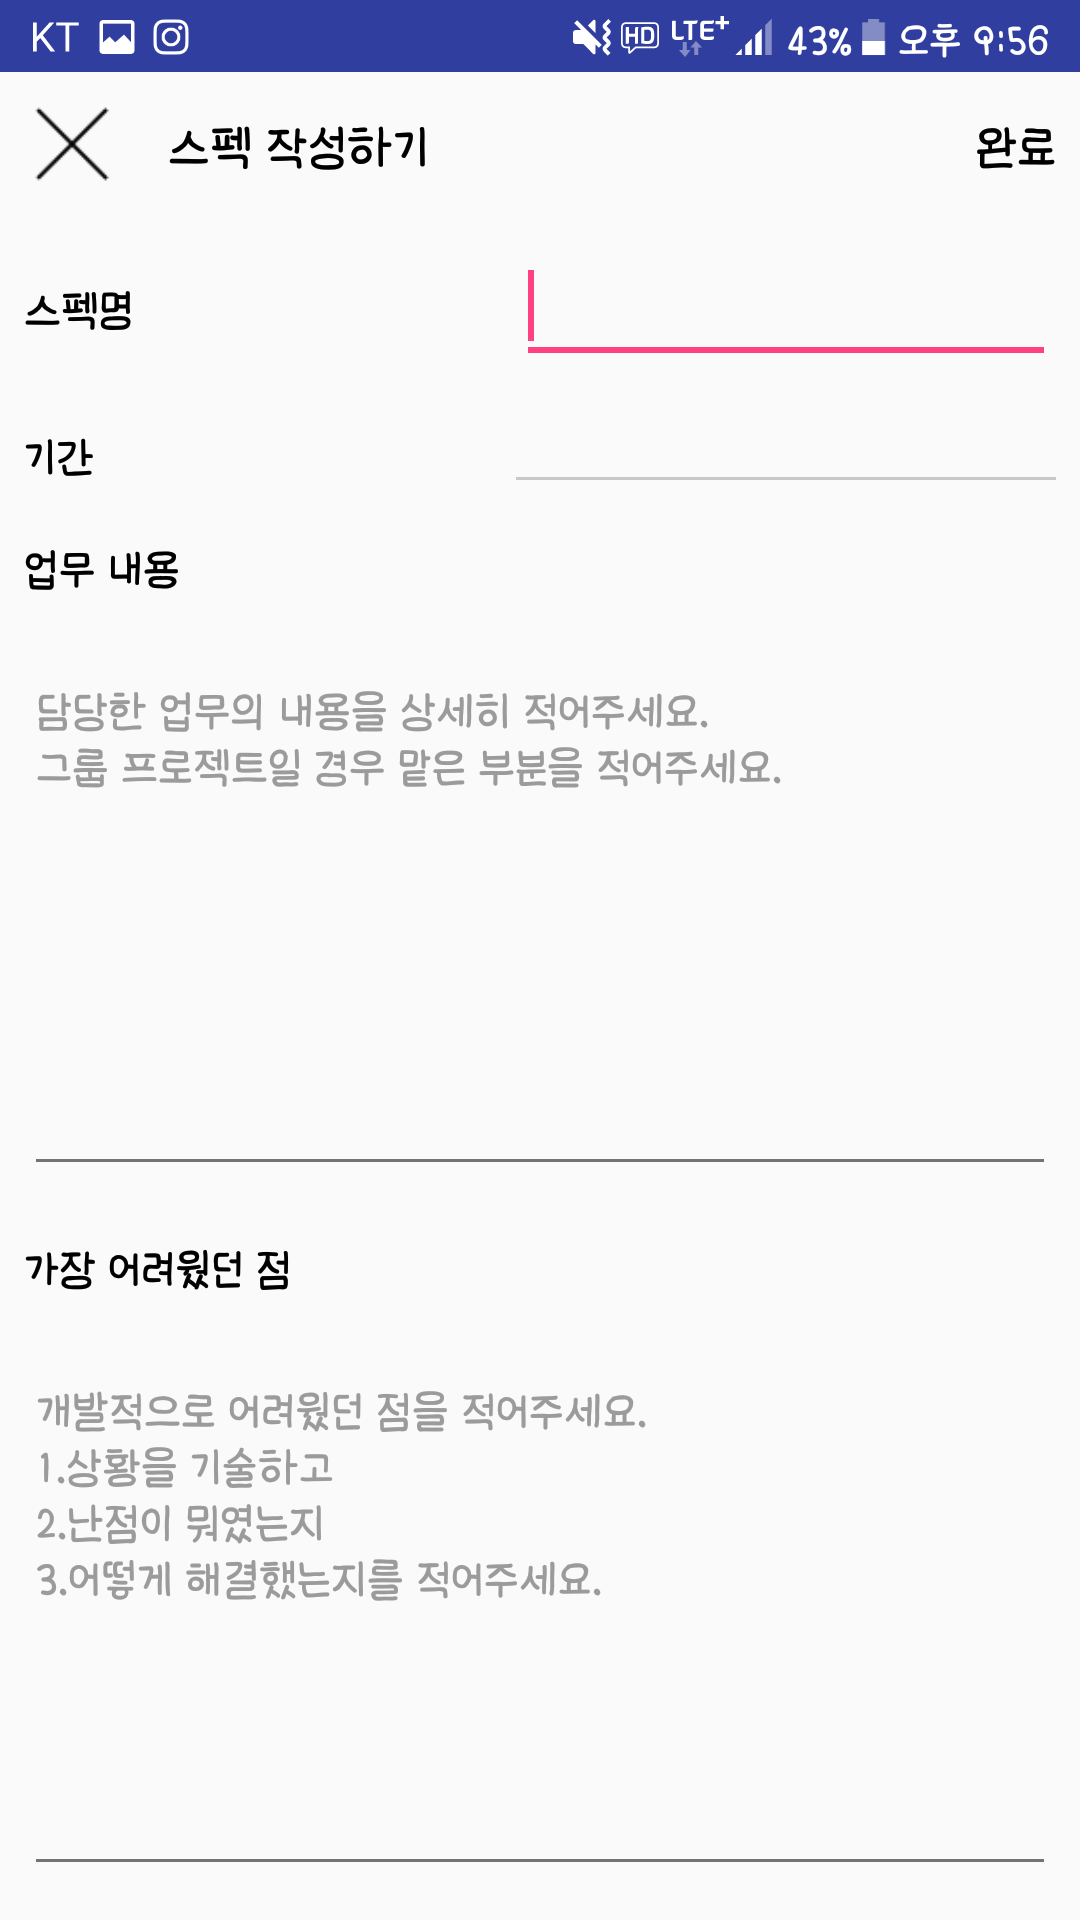 KT HD LTE+ 43% 오후 9:56
스펙 작성하기 완료
스펙명
기간
업무 내용
담당한 업무의 내용을 상세히 적어주세요.
그룹 프로젝트일 경우 맡은 부분을 적어주세요.
가장 어려웠던 점
개발적으로 어려웠던 점을 적어주세요.
1.상황을 기술하고
2.난점이 뭐였는지
3.어떻게 해결했는지를 적어주세요.